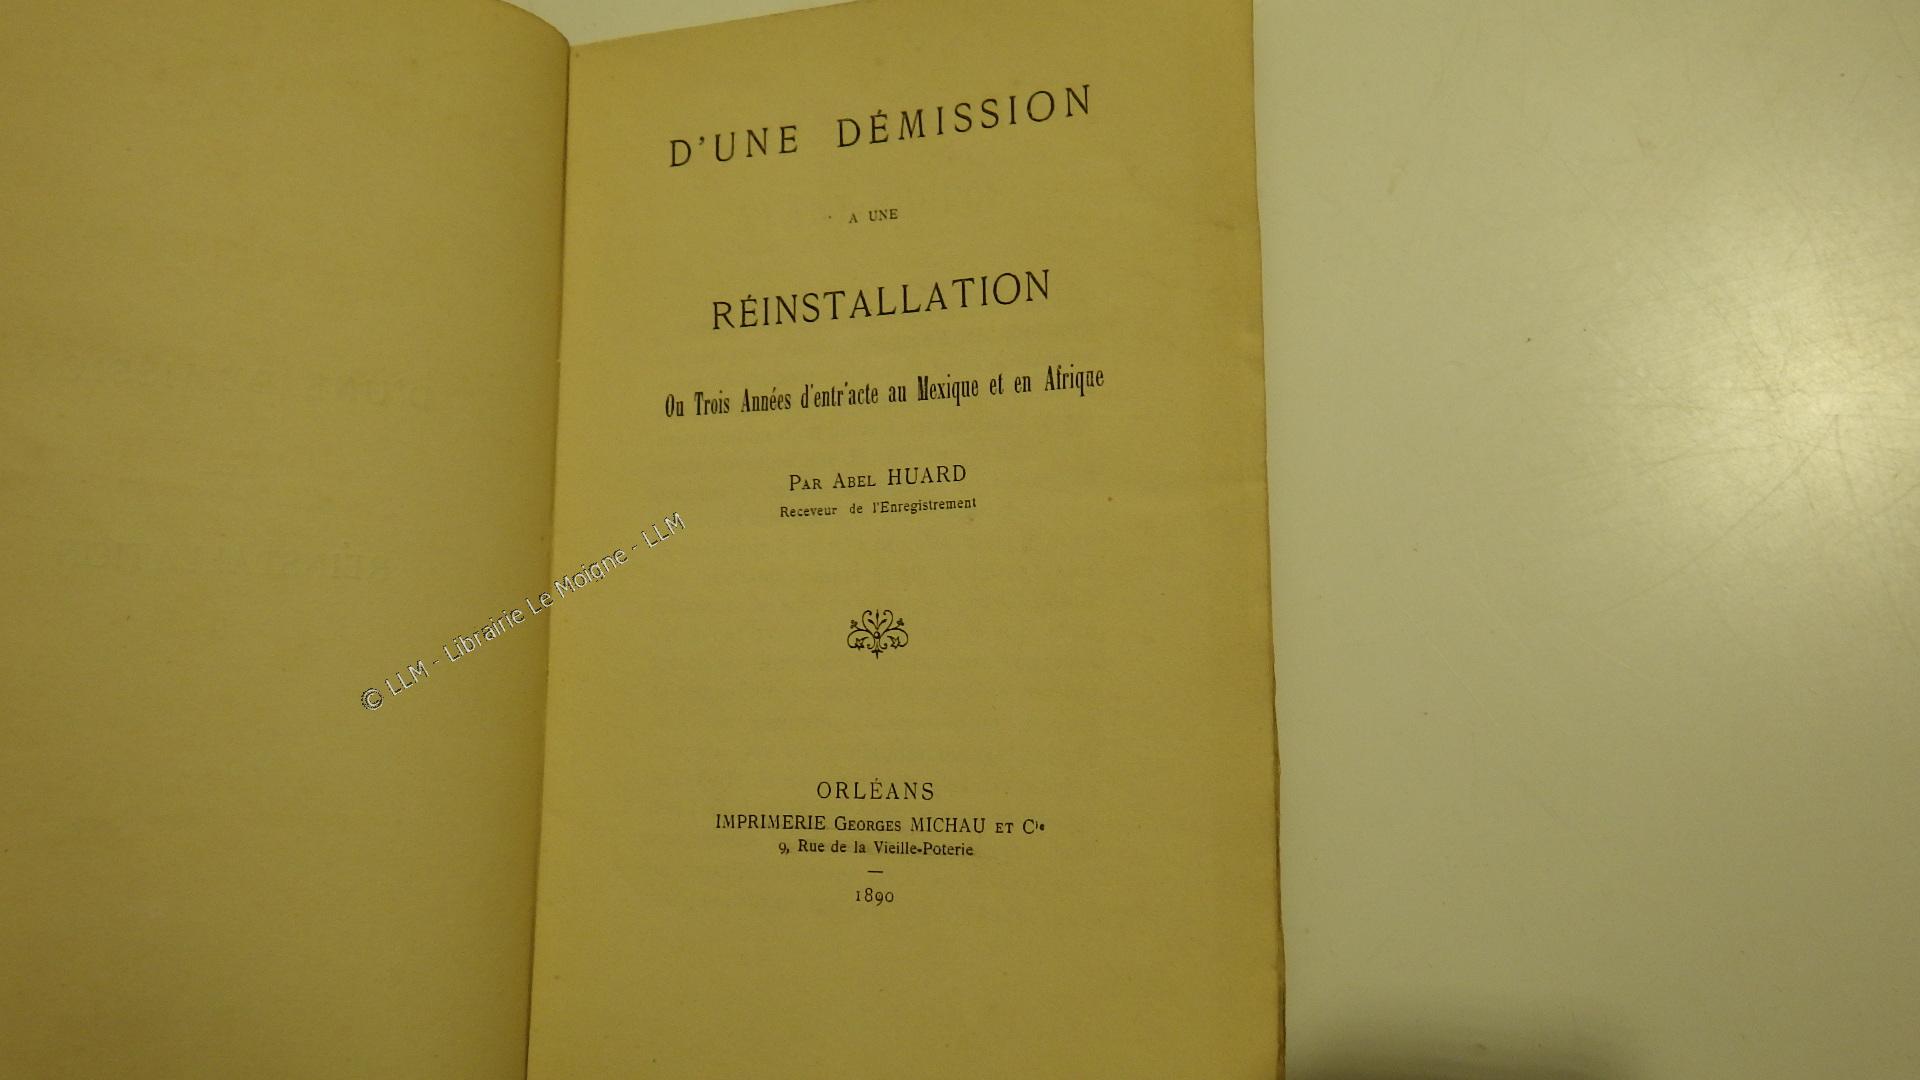 D'UNE DÉMISSION
A UNE
RÉINSTALLATION
Ou Trois Années d'entr'acte au Mexique et en Afrique
PAR ABEL HUARD
Receveur de l'Enregistrement
© LLM - Librairie Le Moigne - LLM
ORLÉANS
IMPRIMERIE GEORGES MICHAU ET Cie
9, Rue de la Vieille-Poterie
—
1890